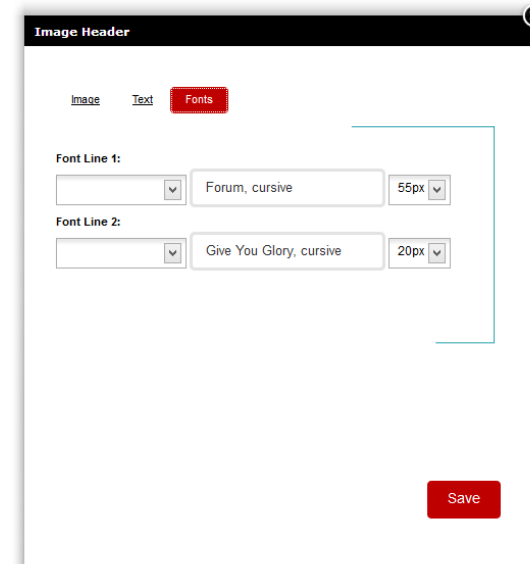 Image Header
Image Text Fonts
Font Line 1:
Forum, cursive 55px
Font Line 2:
Give You Glory, cursive 20px
Save